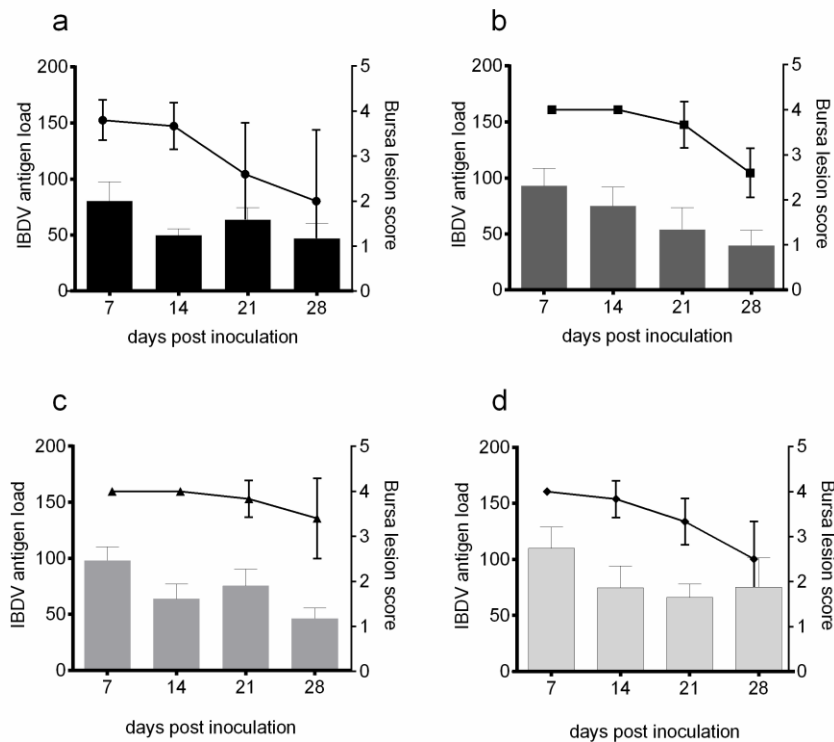 a
200
150
100
50
0
IBDV antigen load
5
4
3
2
1
0
Bursa lesion score
7 14 21 28
days post inoculation
b
200
150
100
50
0
IBDV antigen load
5
4
3
2
1
0
Bursa lesion score
7 14 21 28
days post inoculation
c
200
150
100
50
0
IBDV antigen load
5
4
3
2
1
0
Bursa lesion score
7 14 21 28
days post inoculation
d
200
150
100
50
0
IBDV antigen load
5
4
3
2
1
0
Bursa lesion score
7 14 21 28
days post inoculation